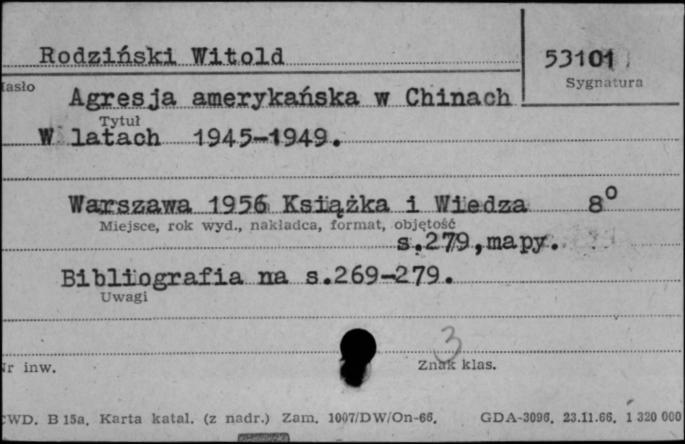 Rodziński Witold
53101
Hasło
Sygnatura
Agresja amerykańska w Chinach
Tytuł
W latach 1945-1949.
Warszawa 1956 Książka i Wiedza 8°
Miejsce, rok wyd., nakładca, format, objętość
s.279,mapy.
Bibliografia na s.269-279.
Uwagi
3
Nr inw.
Znak klas.
CWD. B 15a. Karta katal. (z nadr.) Zam. 1007/DW/On-66. GDA-3096. 23.11.66. 1 320 000